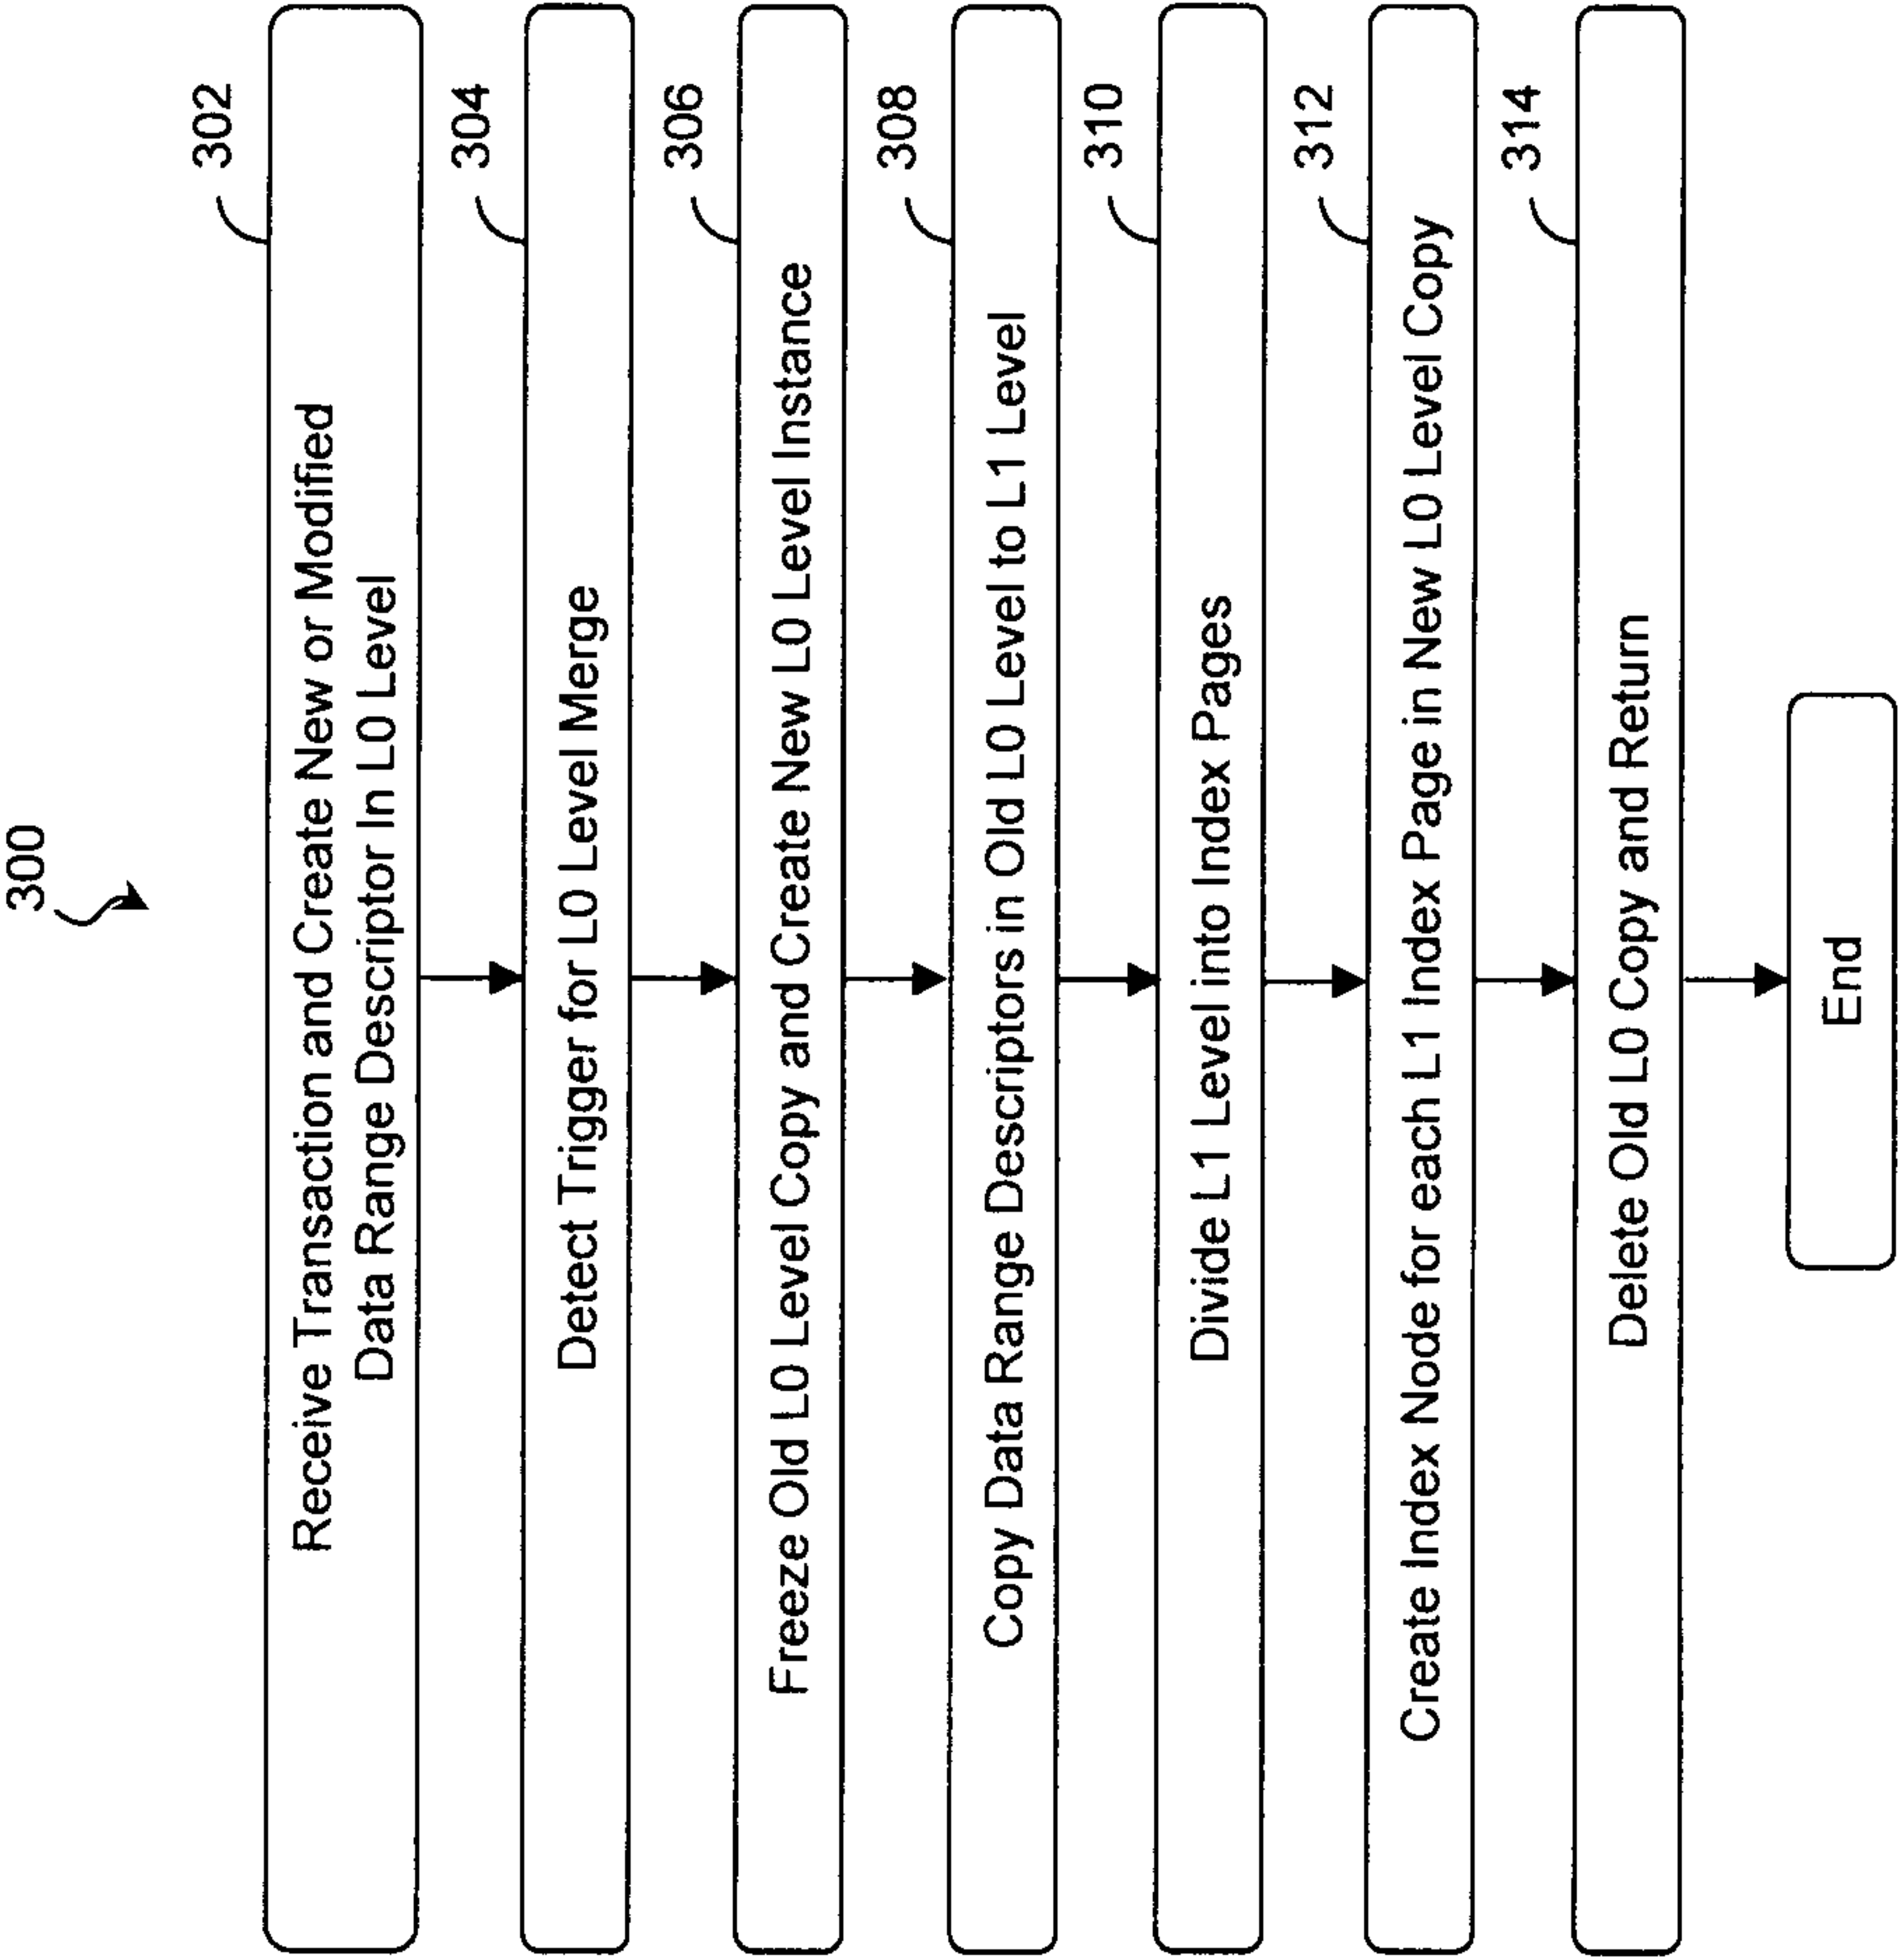 300
302
Receive Transaction and Create New or Modified
Data Range Descriptor In L0 Level
304
Detect Trigger for L0 Level Merge
306
Freeze Old L0 Level Copy and Create New L0 Level Instance
308
Copy Data Range Descriptors in Old L0 Level to L1 Level
310
Divide L1 Level into Index Pages
312
Create Index Node for each L1 Index Page in New L0 Level Copy
314
Delete Old L0 Copy and Return
End